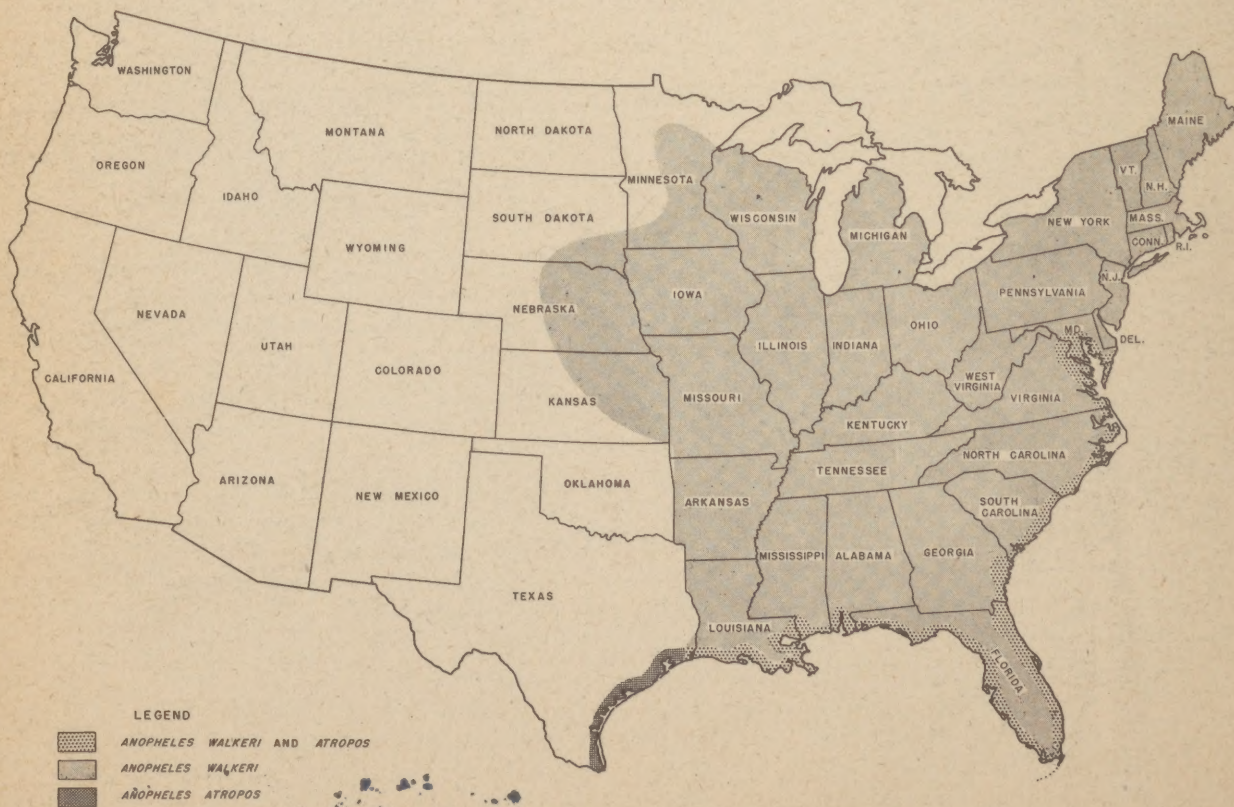 WASHINGTON
MONTANA
NORTH DAKOTA
MINNESOTA
MAINE
OREGON
IDAHO
SOUTH DAKOTA
WISCONSIN
MICHIGAN
VT.
N.H.
NEW YORK
MASS.
CONN.
R.I.
WYOMING
NEBRASKA
IOWA
PENNSYLVANIA
N.J.
NEVADA
UTAH
COLORADO
KANSAS
ILLINOIS
INDIANA
OHIO
MD.
DEL.
CALIFORNIA
MISSOURI
WEST
VIRGINIA
VIRGINIA
KENTUCKY
ARIZONA
NEW MEXICO
OKLAHOMA
ARKANSAS
TENNESSEE
NORTH CAROLINA
SOUTH
CAROLINA
TEXAS
LOUISIANA
MISSISSIPPI
ALABAMA
GEORGIA
FLORIDA
LEGEND
ANOPHELES WALKERI AND ATROPOS
ANOPHELES WALKERI
ANOPHELES ATROPOS